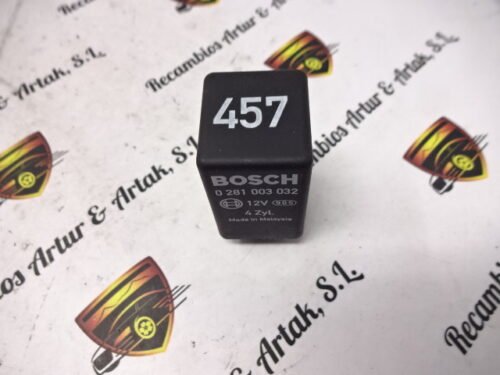 457
BOSCH
0 281 003 032
12V
4 Zyl.
Made in Malaysia
Recambios Artur & Artak, S.L.
Recambios Artur & Artak, S.L.
Recambios Artur & Artak, S.L.
Recambios